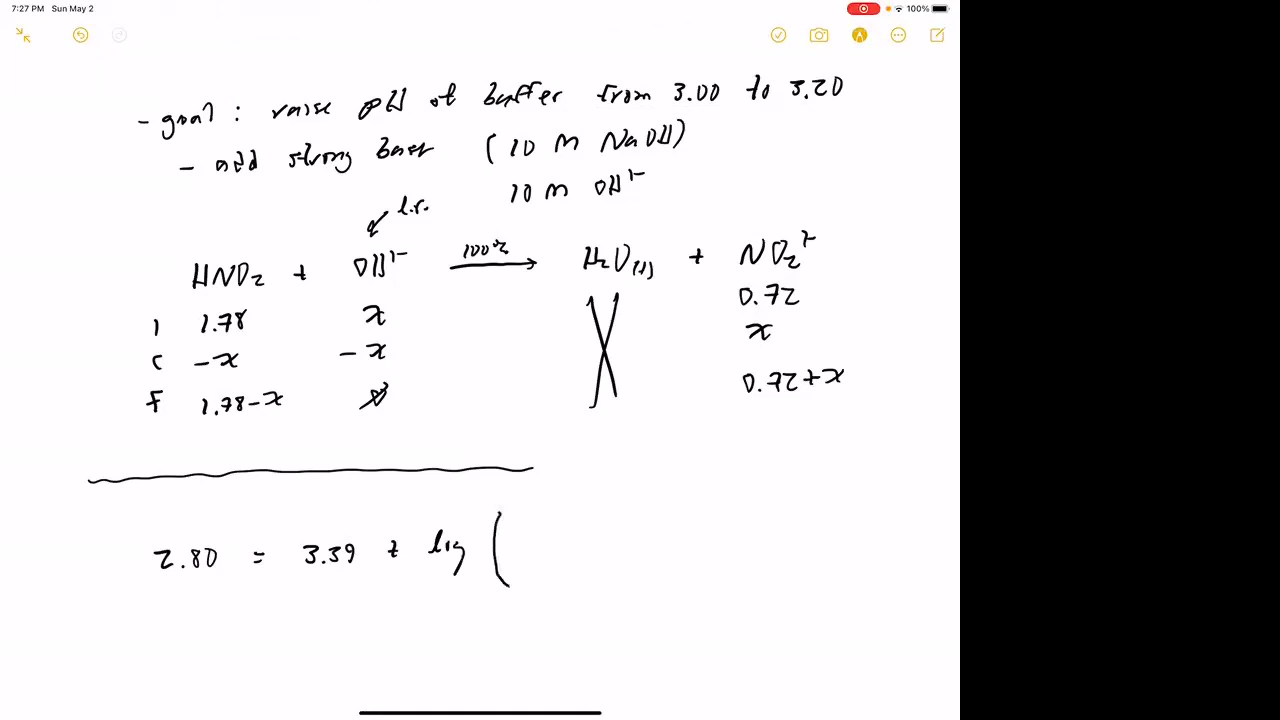 7:27 PM Sun May 2 100%
- goal : raise pH of buffer from 3.00 to 3.20
- add strong base (10 M NaOH)
10 M OH⁻
l.r.
HNO₂ + OH⁻ 100% → H₂O(l) + NO₂⁻
I 1.78 x 0.72
C -x -x x
F 1.78-x 0 0.72+x
2.80 = 3.39 + log (